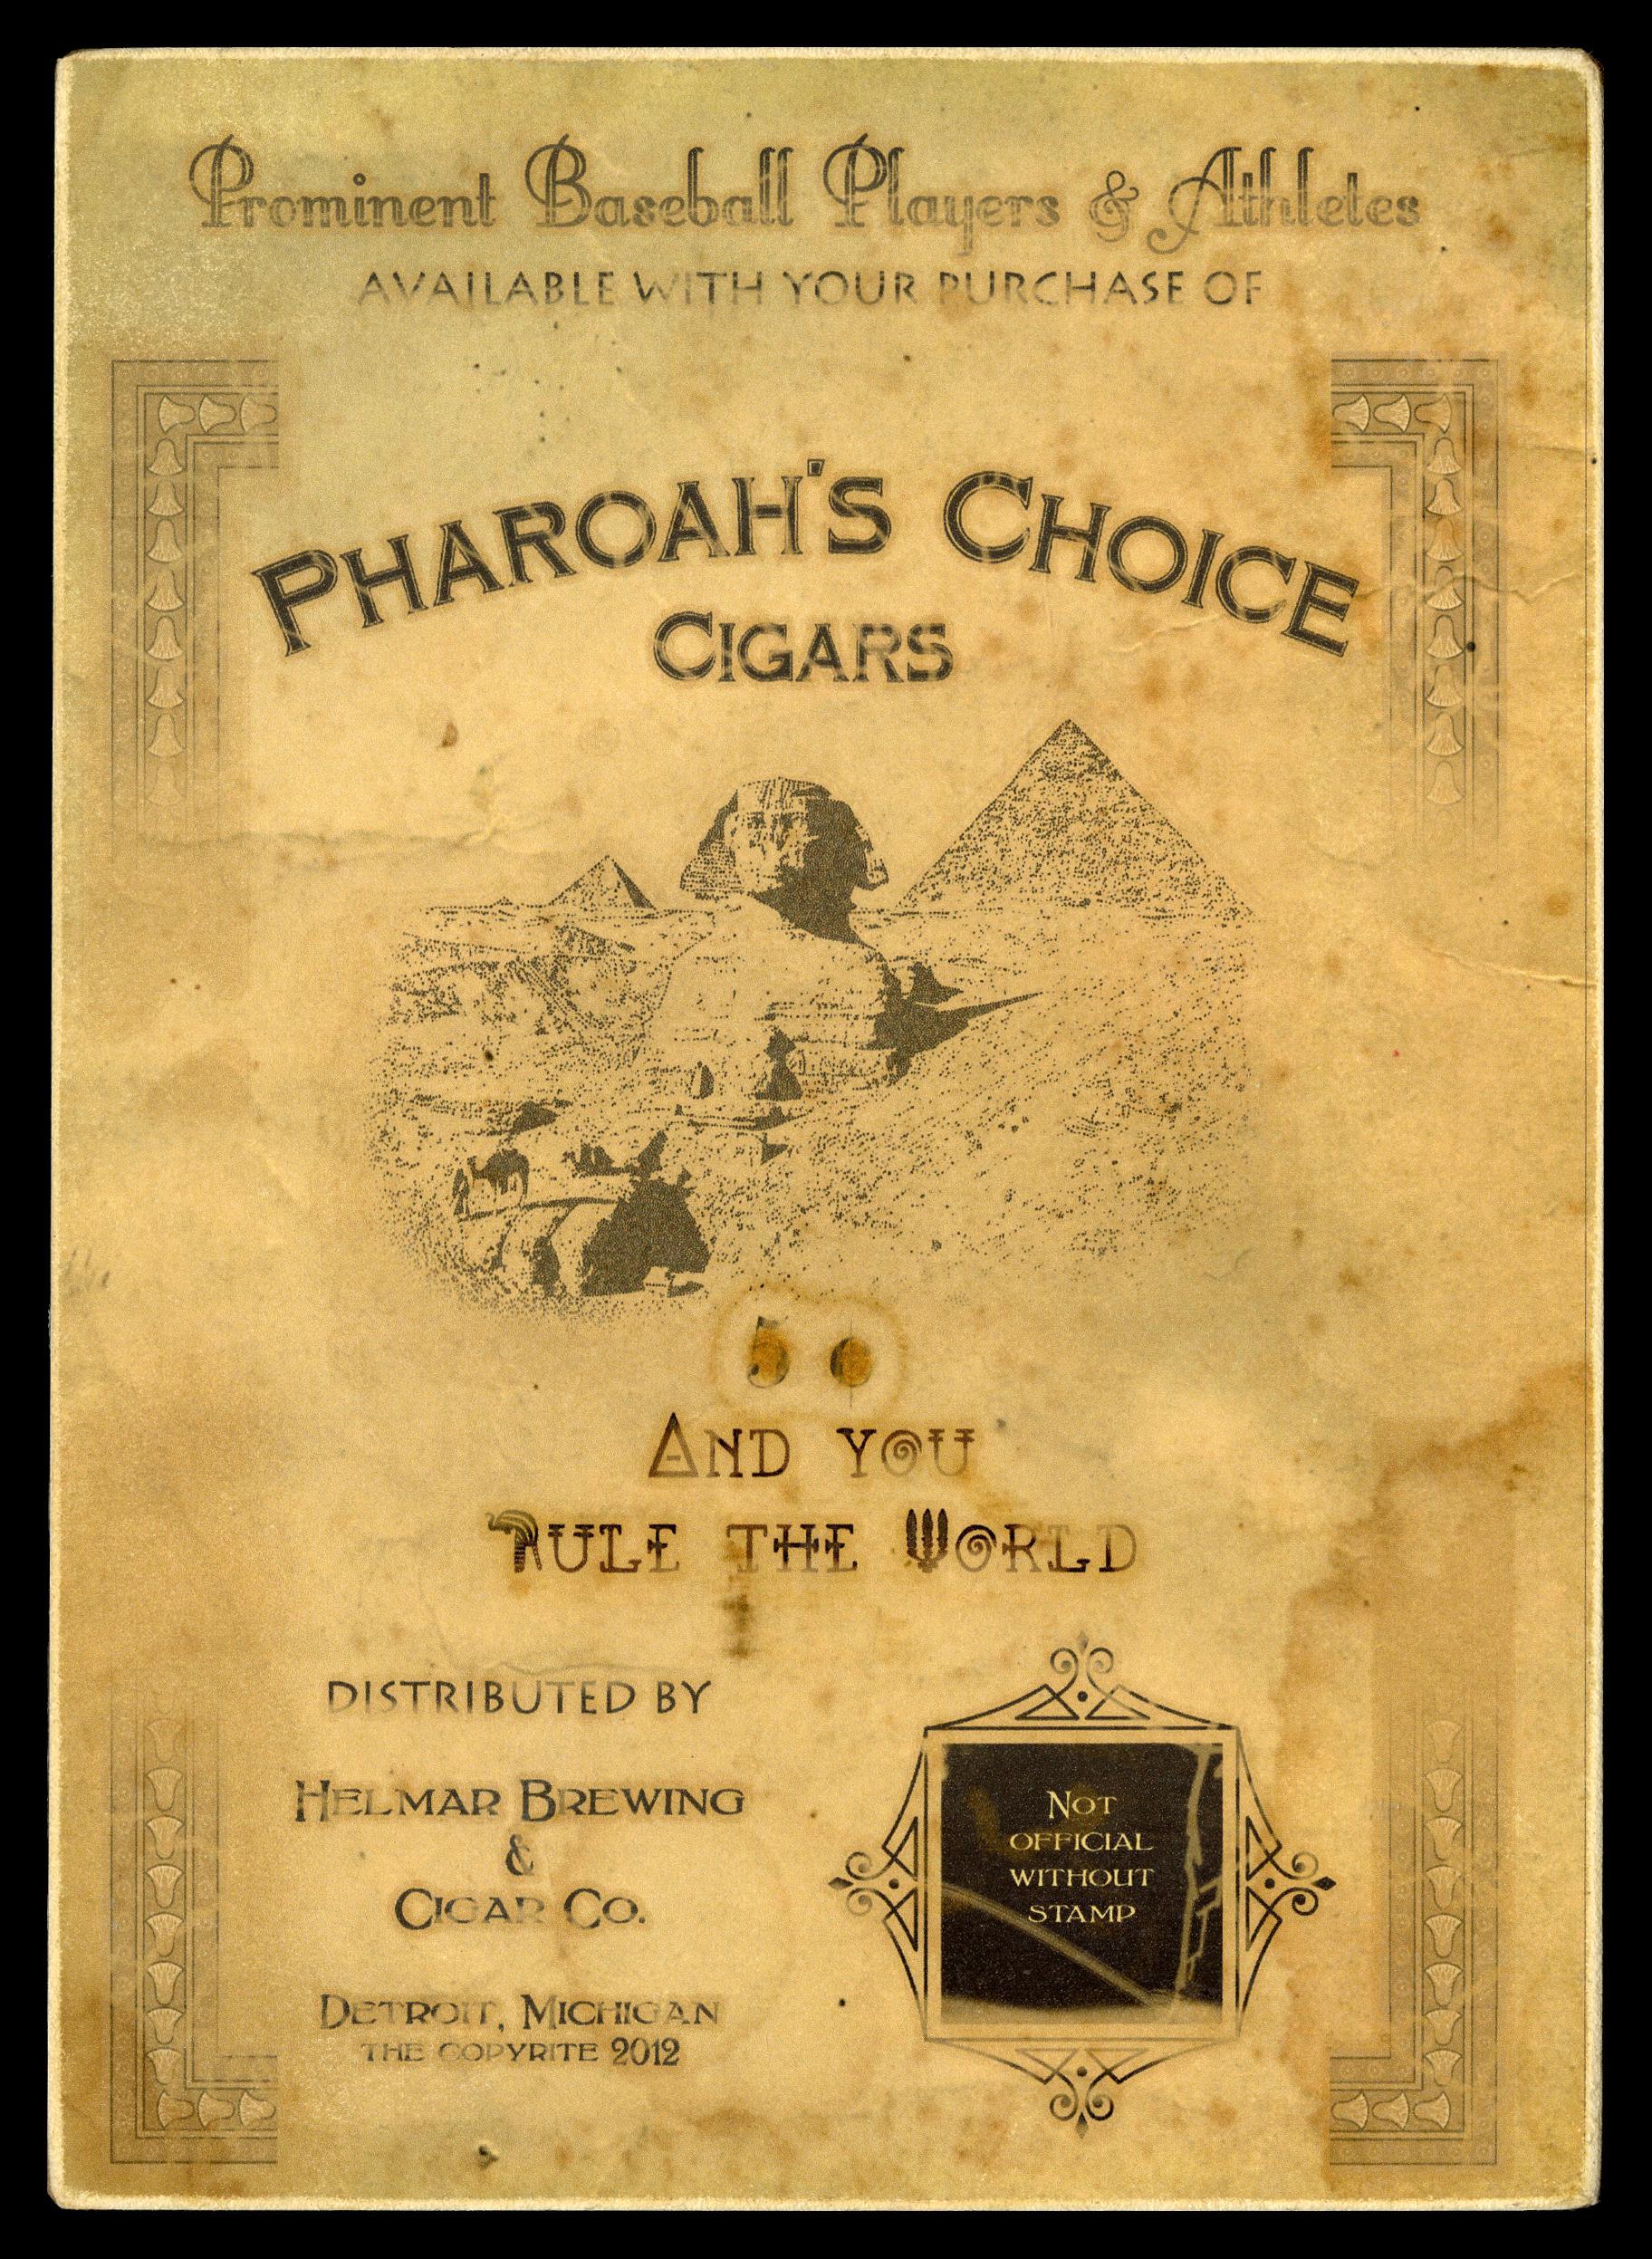 Prominent Baseball Players & Athletes
AVAILABLE WITH YOUR PURCHASE OF
PHAROAH'S CHOICE
CIGARS
5¢
AND YOU
RULE THE WORLD
DISTRIBUTED BY
HELMAR BREWING
&
CIGAR CO.
DETROIT, MICHIGAN
THE COPYRITE 2012
NOT
OFFICIAL
WITHOUT
STAMP